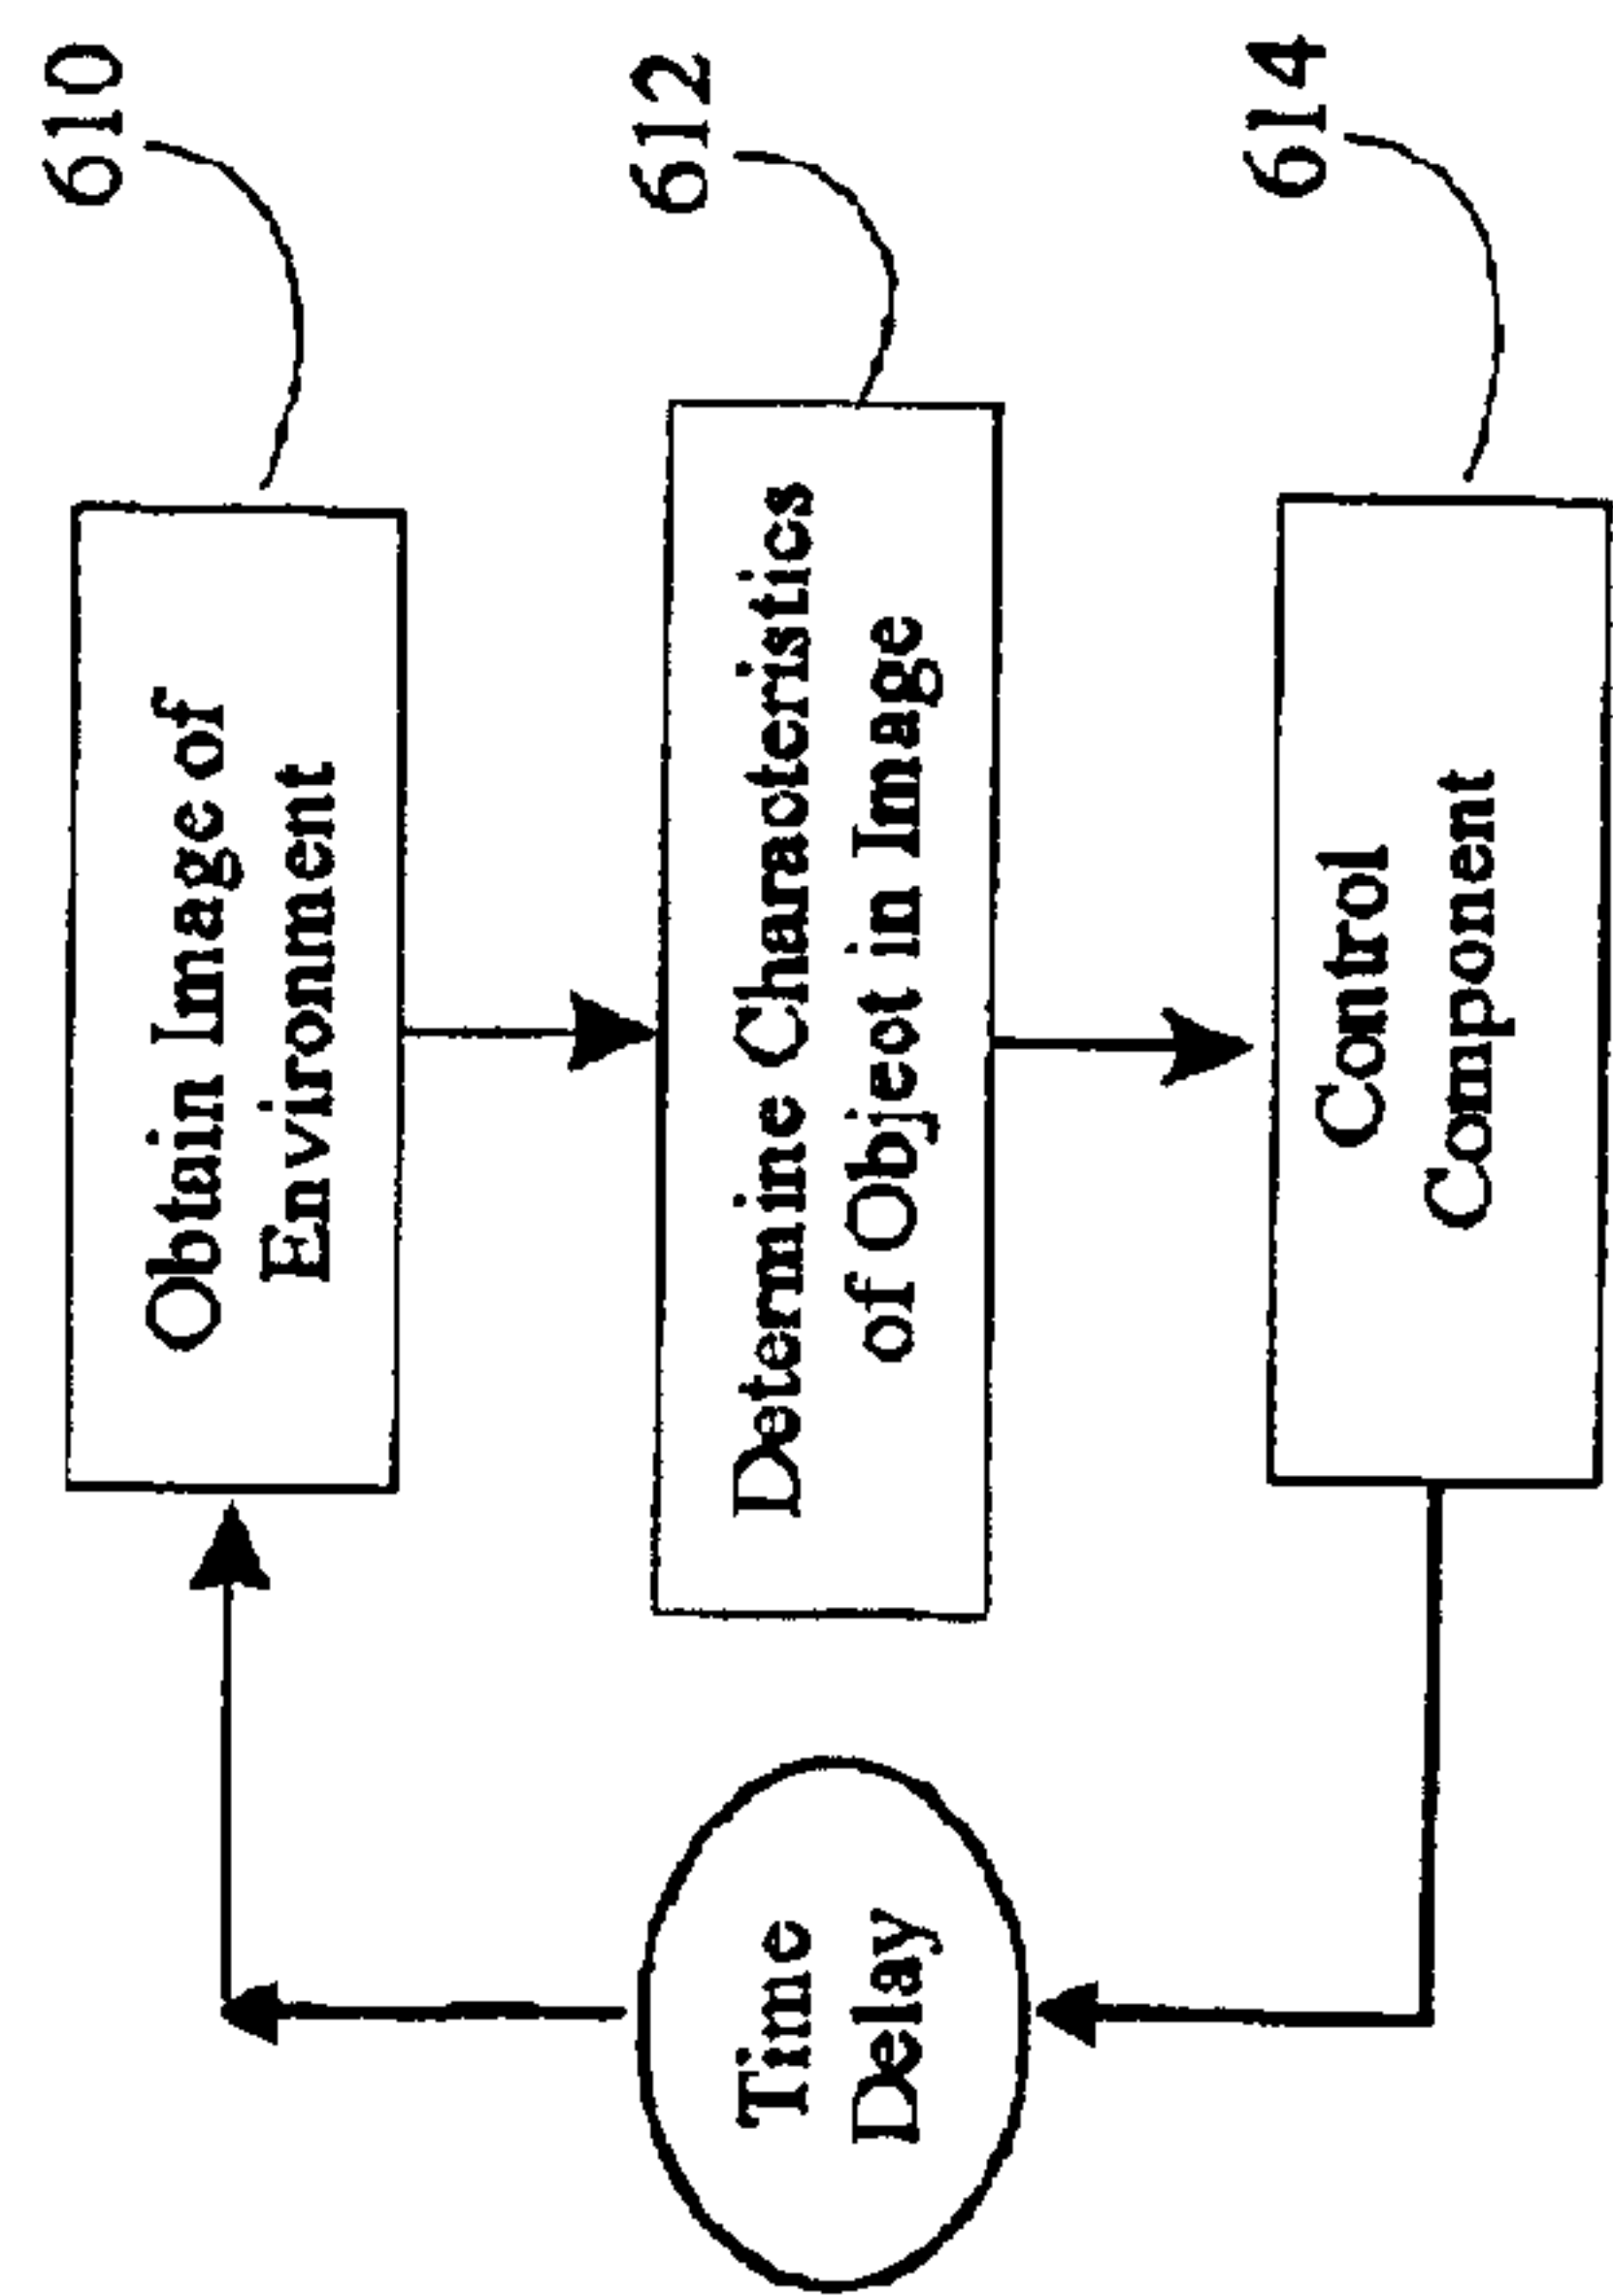 610
Obtain Image of
Environment
612
Determine Characteristics
of Object in Image
614
Control
Component
Time
Delay